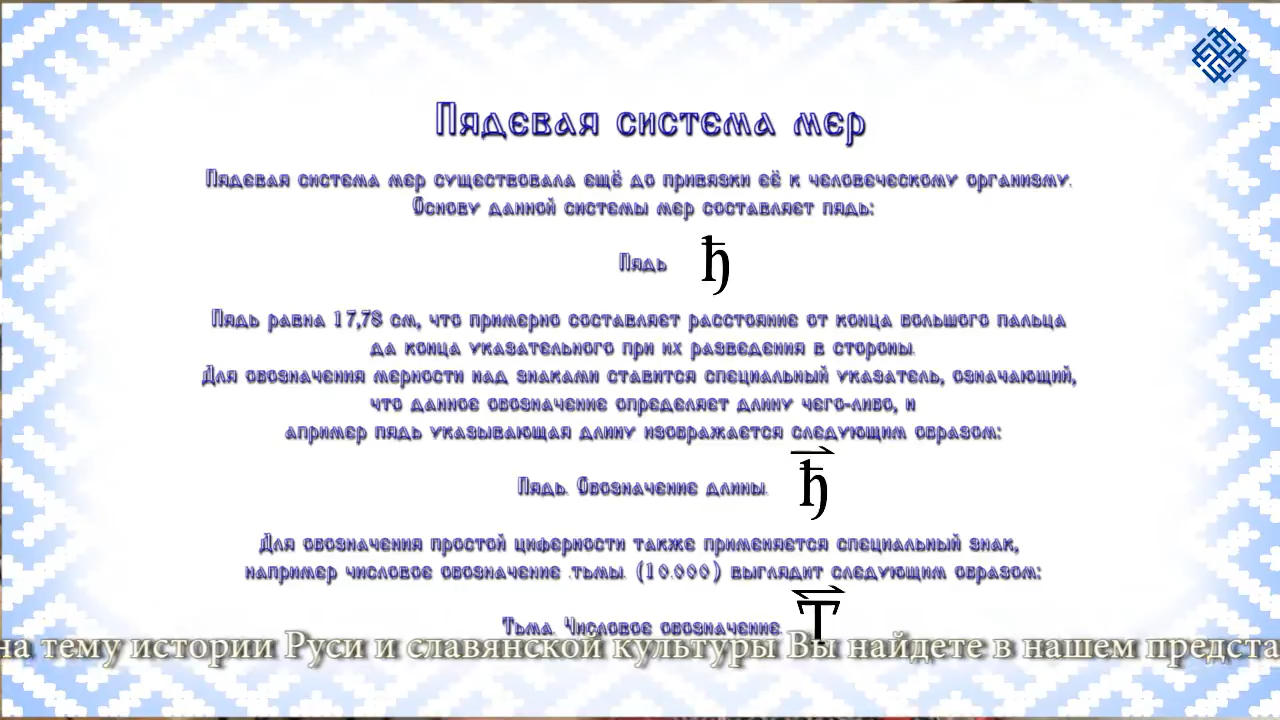 Пядевая система мер
Пядевая система мер существовала ещё до привязки её к человеческому организму.
Основу данной системы мер составляет пядь:
Пядь ђ
Пядь равна 17,78 см, что примерно составляет расстояние от конца большого пальца
да конца указательного при их разведения в стороны.
Для обозначения мерности над знаками ставится специальный указатель, означающий,
что данное обозначение определяет длину чего-либо, н
апример пядь указывающая длину изображается следующим образом:
Пядь. Обозначение длины. ђ
Для обозначения простой циферности также применяется специальный знак,
например числовое обозначение .тьмы. (10.000) выглядит следующим образом:
Тьма. Числовое обозначение. Т
на тему истории Руси и славянской культуры Вы найдете в нашем предста